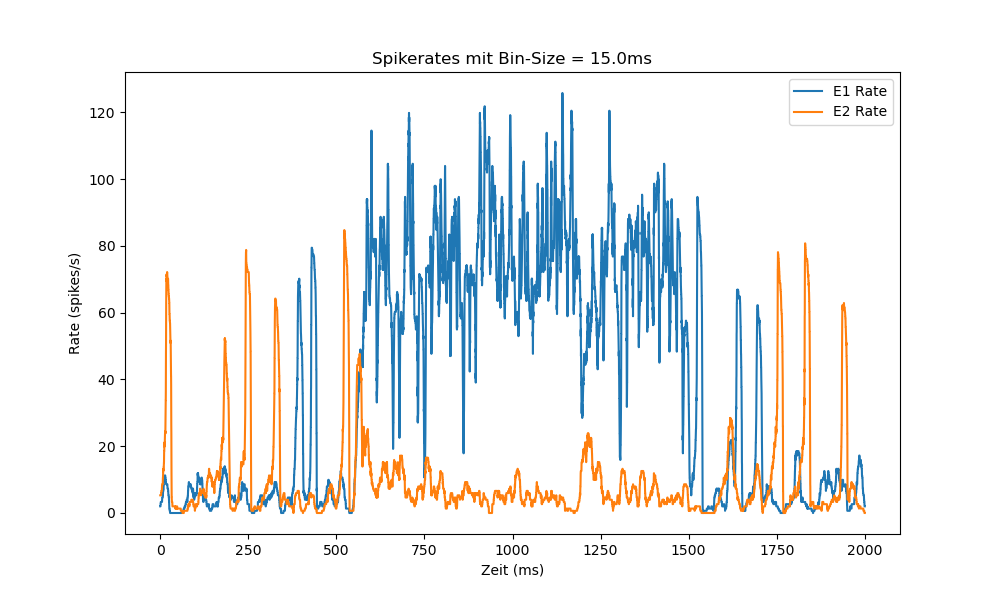 Spikerates mit Bin-Size = 15.0ms
E1 Rate
E2 Rate
120
100
80
60
40
20
0
Rate (spikes/s)
0 250 500 750 1000 1250 1500 1750 2000
Zeit (ms)